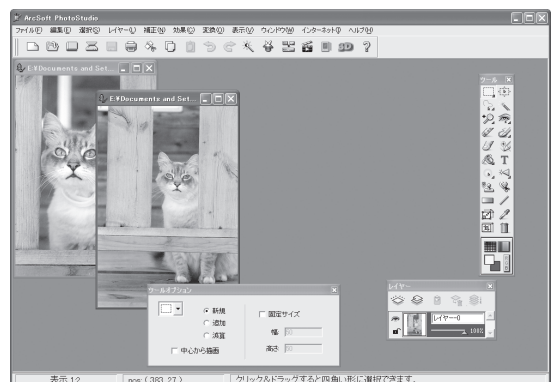 ArcSoft PhotoStudio
ファイル(F) 編集(E) 選択(S) レイヤー(L) 補正(N) 効果(C) 変換(O) 表示(V) ウィンドウ(W) インターネット(I) ヘルプ(H)
E:¥Documents and Set...
E:¥Documents and Set...
ツール
ツールオプション
新規
追加
減算
中心から描画
固定サイズ
幅
高さ
レイヤー
レイヤー0
100%
表示 1:2 pos: ( 383, 27 ) クリック&ドラッグすると四角い形に選択できます。